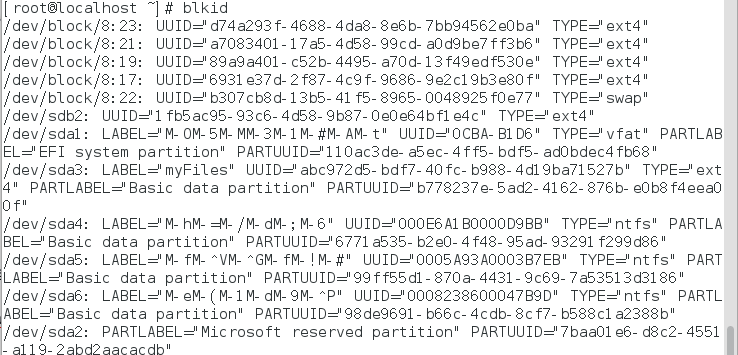 [root@localhost ~]# blkid
/dev/block/8:23: UUID="d74a293f-4688-4da8-8e6b-7bb94562e0ba" TYPE="ext4"
/dev/block/8:21: UUID="a7083401-17a5-4d58-99cd-a0d9be7ff3b6" TYPE="ext4"
/dev/block/8:19: UUID="89a9a401-c52b-4495-a70d-13f49edf530e" TYPE="ext4"
/dev/block/8:17: UUID="6931e37d-2f87-4c9f-9686-9e2c19b3e80f" TYPE="ext4"
/dev/block/8:22: UUID="b307cb8d-13b5-41f5-8965-0048925f0e77" TYPE="swap"
/dev/sdb2: UUID="1fb5ac95-93c6-4d58-9b87-0e0e64bf1e4c" TYPE="ext4"
/dev/sda1: LABEL="M-0M-5M-MM-3M-1M-#M-AM-t" UUID="0CBA-B1D6" TYPE="vfat" PARTLAB
EL="EFI system partition" PARTUUID="110ac3de-a5ec-4ff5-bdf5-ad0bdec4fb68"
/dev/sda3: LABEL="myFiles" UUID="abc972d5-bdf7-40fc-b988-4d19ba71527b" TYPE="ext
4" PARTLABEL="Basic data partition" PARTUUID="b778237e-5ad2-4162-876b-e0b8f4eea0
0f"
/dev/sda4: LABEL="M-hM-=M-/M-dM-;M-6" UUID="000E6A1B0000D9BB" TYPE="ntfs" PARTLA
BEL="Basic data partition" PARTUUID="6771a535-b2e0-4f48-95ad-93291f299d86"
/dev/sda5: LABEL="M-fM-^VM-^GM-fM-!M-#" UUID="0005A93A0003B7EB" TYPE="ntfs" PART
LABEL="Basic data partition" PARTUUID="99ff55d1-870a-4431-9c69-7a53513d3186"
/dev/sda6: LABEL="M-eM-(M-1M-dM-9M-^P" UUID="0008238600047B9D" TYPE="ntfs" PARTL
ABEL="Basic data partition" PARTUUID="98de9691-b66c-4cdb-8cf7-b588c1a2388b"
/dev/sda2: PARTLABEL="Microsoft reserved partition" PARTUUID="7baa01e6-d8c2-4551
-a119-2abd2aacacdb"